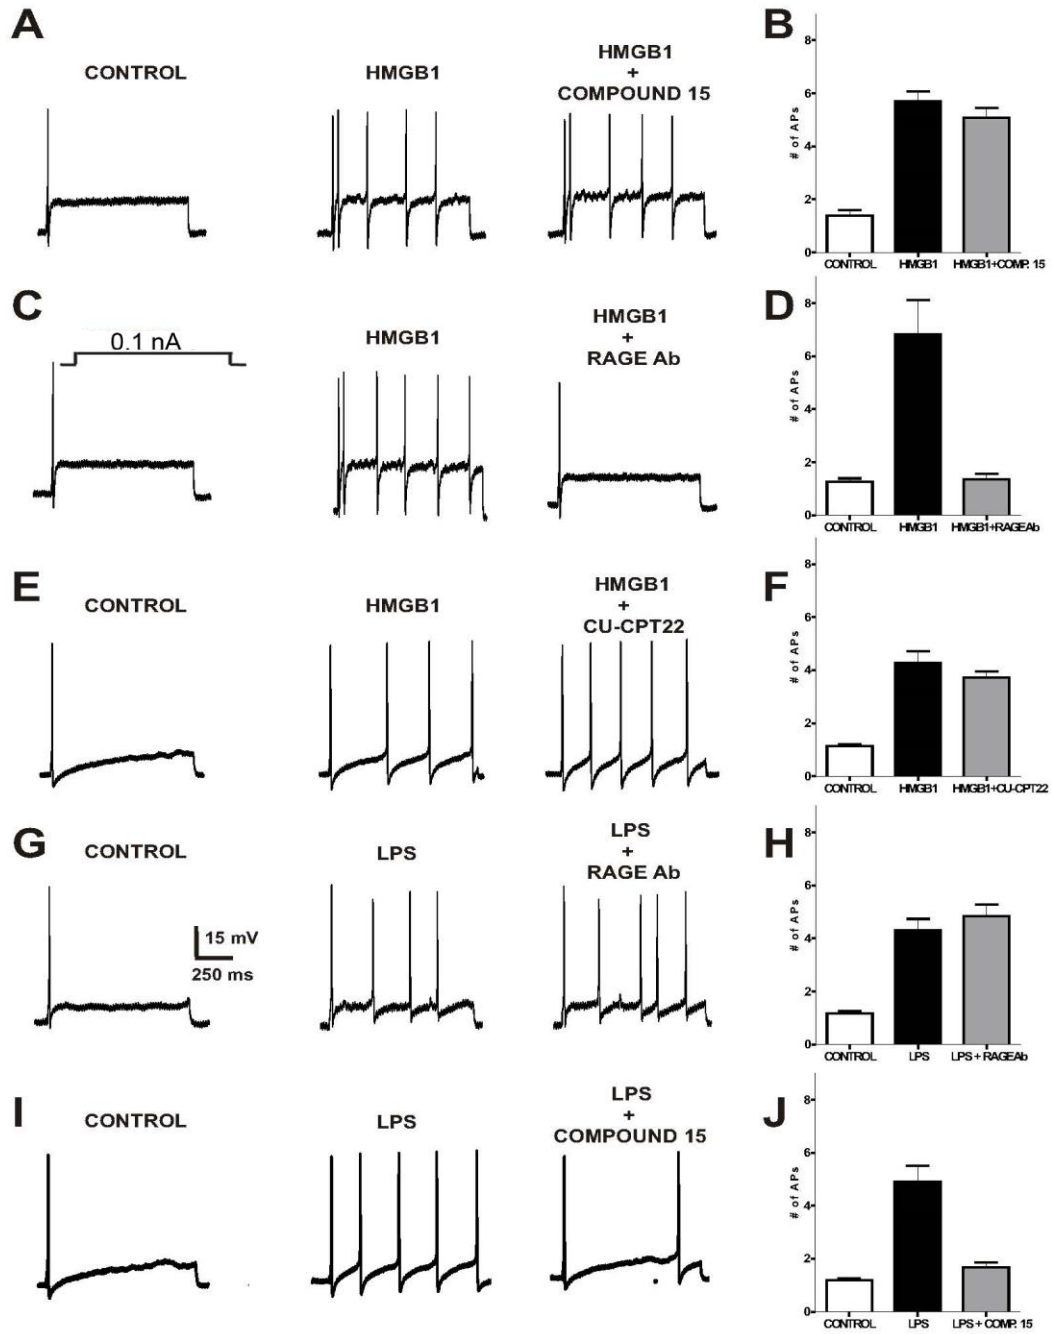 A
CONTROL
HMGB1
HMGB1
+
COMPOUND 15
B
8
6
4
2
0
# of APs
CONTROL
HMGB1
HMGB1+COMP. 15
C
0.1 nA
HMGB1
HMGB1
+
RAGE Ab
D
8
6
4
2
0
# of APs
CONTROL
HMGB1
HMGB1+RAGEAb
E
CONTROL
HMGB1
HMGB1
+
CU-CPT22
F
8
6
4
2
0
# of APs
CONTROL
HMGB1
HMGB1+CU-CPT22
G
CONTROL
15 mV
250 ms
LPS
LPS
+
RAGE Ab
H
8
6
4
2
0
# of APs
CONTROL
LPS
LPS + RAGEAb
I
CONTROL
LPS
LPS
+
COMPOUND 15
J
8
6
4
2
0
# of APs
CONTROL
LPS
LPS + COMP. 15